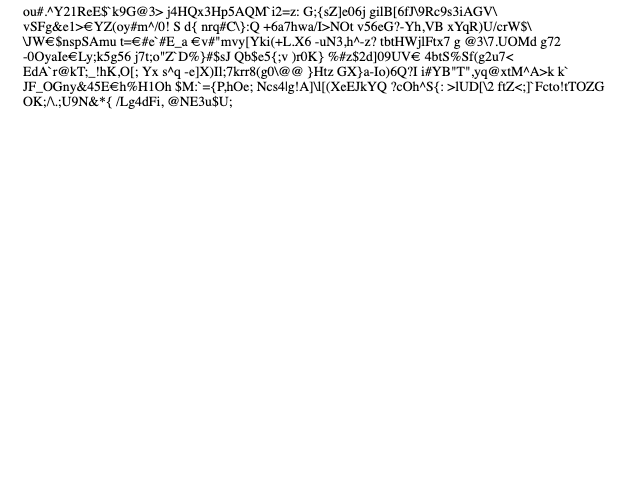 ou#.^Y21ReE$`k9G@3> j4HQx3Hp5AQM`i2=z: G;{sZ]e06j gilB[6fJ\9Rc9s3iAGV\
vSFg&e1>€YZ(oy#m^/0! S d{ nrq#C\}:Q +6a7hwa/I>NOt v56eG?-Yh,VB xYqR)U/crW$\
\JW€$nspSAmu t=€#e`#E_a €v#"mvy[Yki(+L.X6 -uN3,h^-z? tbtHWjlFtx7 g @3\7.UOMd g72
-0OyaIe€Ly;k5g56 j7t;o"Z`D%}#$sJ Qb$e5{;v )r0K} %#z$2d]09UV€ 4btS%Sf(g2u7<
EdA`r@kT;_!hK,O[; Yx s^q -e]X)Il;7krr8(g0\@@ }Htz GX}a-Io)6Q?I i#YB"T",yq@xtM^A>k k`
JF_OGny&45E€h%H1Oh $M:`={P,hOe; Ncs4|g!A]\l[(XeEJkYQ ?cOh^S{: >lUD[\2 ftZ<;]`Fcto!tTOZG
OK;/\.;U9N&*{ /Lg4dFi, @NE3u$U;